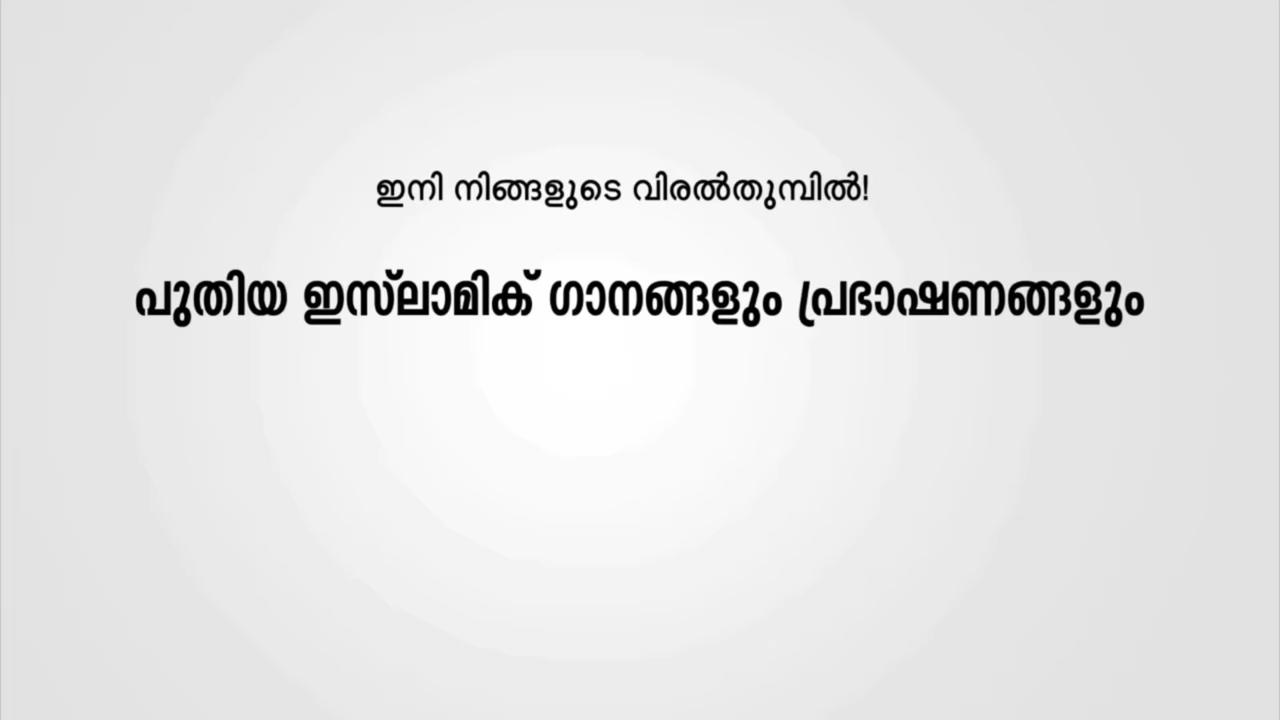 ഇനി നിങ്ങളുടെ വിരൽതുമ്പിൽ!
പുതിയ ഇസ്‌ലാമിക് ഗാനങ്ങളും പ്രഭാഷണങ്ങളും